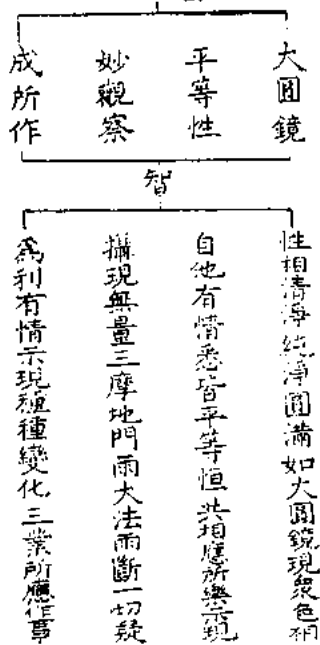 大圓鏡
平等性
妙觀察
成所作
智
性相清淨純淨圓滿如大圓鏡現眾色相
自他有情悉皆平等恒共相應所樂示現
攝現無量三摩地門雨大法雨斷一切疑
為利有情示現種種變化三業所應作事